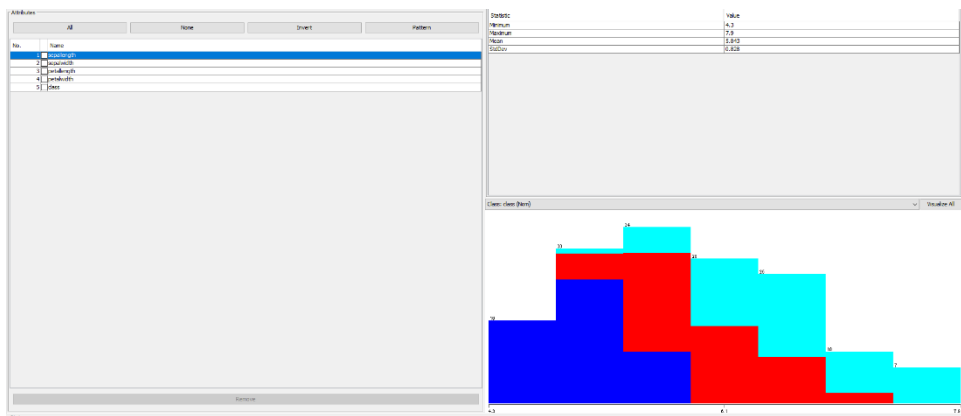 Attributes
All None Invert Pattern
No. Name
1 sepallength
2 sepalwidth
3 petallength
4 petalwidth
5 class
Remove
Statistic Value
Minimum 4.3
Maximum 7.9
Mean 5.843
StdDev 0.828
Class: class (Nom) Visualize All
34
30
28
25
16
10
7
4.3 6.1 7.9